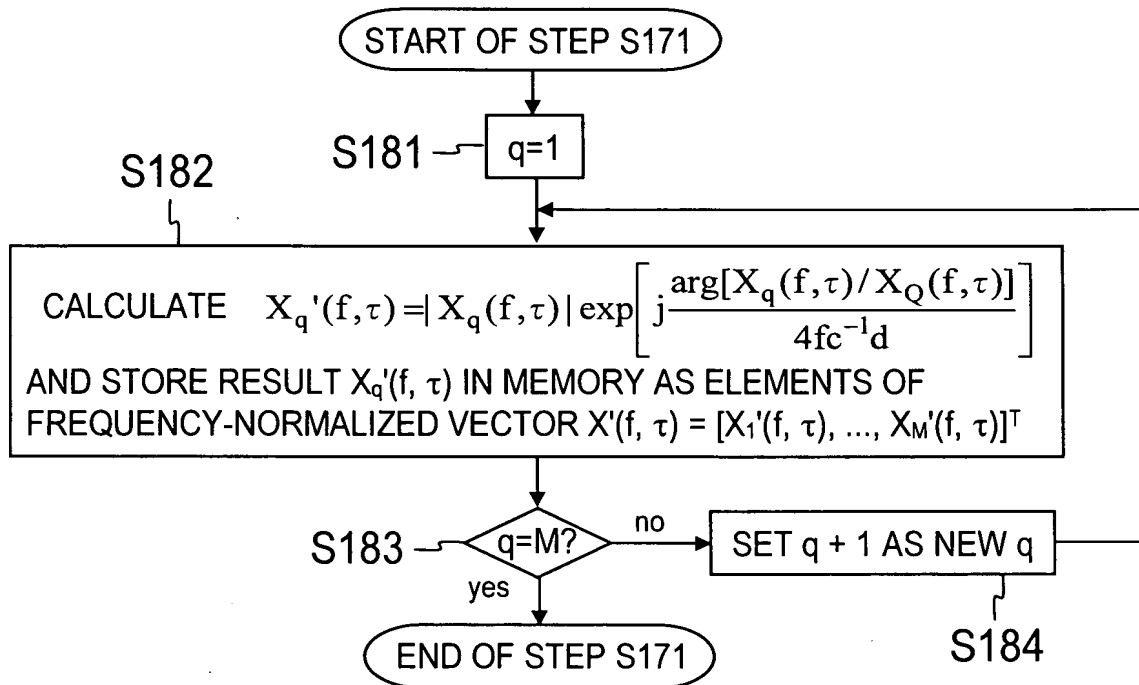 START OF STEP S171
S181
q=1
S182
CALCULATE X_q'(f,τ) =| X_q(f,τ) | exp[ j arg[X_q(f,τ) / X_Q(f,τ)] / 4fc⁻¹d ]
AND STORE RESULT X_q'(f, τ) IN MEMORY AS ELEMENTS OF
FREQUENCY-NORMALIZED VECTOR X'(f, τ) = [X₁'(f, τ), ..., X_M'(f, τ)]ᵀ
S183
q=M?
no
SET q + 1 AS NEW q
yes
S184
END OF STEP S171